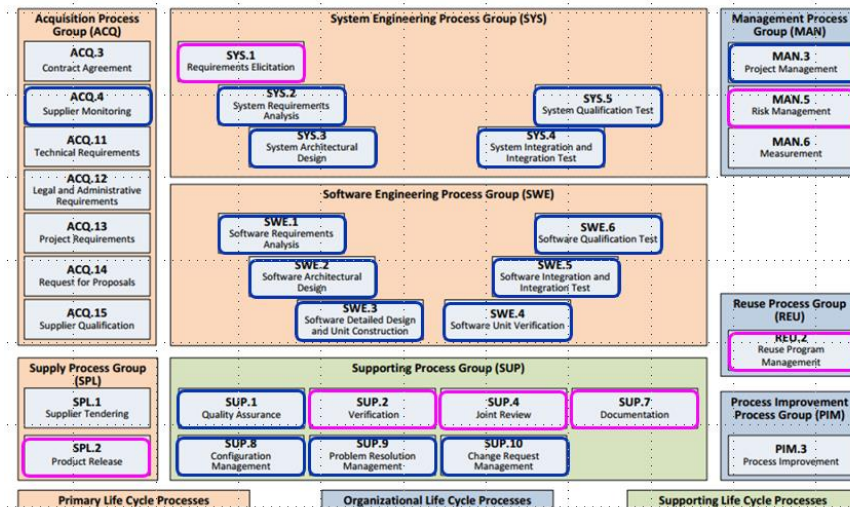 Acquisition Process
Group (ACQ)
ACQ.3
Contract Agreement
ACQ.4
Supplier Monitoring
ACQ.11
Technical Requirements
ACQ.12
Legal and Administrative
Requirements
ACQ.13
Project Requirements
ACQ.14
Request for Proposals
ACQ.15
Supplier Qualification
System Engineering Process Group (SYS)
SYS.1
Requirements Elicitation
SYS.2
System Requirements
Analysis
SYS.3
System Architectural
Design
SYS.5
System Qualification Test
SYS.4
System Integration and
Integration Test
Management Process
Group (MAN)
MAN.3
Project Management
MAN.5
Risk Management
MAN.6
Measurement
Software Engineering Process Group (SWE)
SWE.1
Software Requirements
Analysis
SWE.2
Software Architectural
Design
SWE.3
Software Detailed Design
and Unit Construction
SWE.6
Software Qualification Test
SWE.5
Software Integration and
Integration Test
SWE.4
Software Unit Verification
Reuse Process Group
(REU)
REU.2
Reuse Program
Management
Supply Process Group
(SPL)
SPL.1
Supplier Tendering
SPL.2
Product Release
Supporting Process Group (SUP)
SUP.1
Quality Assurance
SUP.2
Verification
SUP.4
Joint Review
SUP.7
Documentation
SUP.8
Configuration
Management
SUP.9
Problem Resolution
Management
SUP.10
Change Request
Management
Process Improvement
Process Group (PIM)
PIM.3
Process Improvement
Primary Life Cycle Processes
Organizational Life Cycle Processes
Supporting Life Cycle Processes